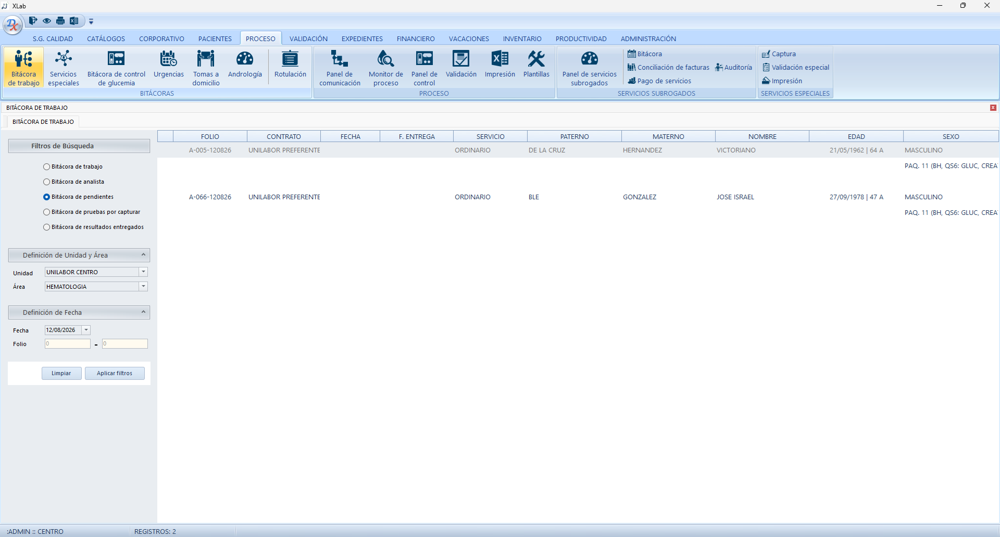 XLab
S.G. CALIDAD CATÁLOGOS CORPORATIVO PACIENTES PROCESO VALIDACIÓN EXPEDIENTES FINANCIERO VACACIONES INVENTARIO PRODUCTIVIDAD ADMINISTRACIÓN
Bitácora de trabajo
Servicios especiales
Bitácora de control de glucemia
Urgencias
Tomas a domicilio
Andrología
Rotulación
BITÁCORAS
Panel de comunicación
Monitor de proceso
Panel de control
Validación
Impresión
Plantillas
PROCESO
Panel de servicios subrogados
Bitácora
Conciliación de facturas
Auditoría
Pago de servicios
SERVICIOS SUBROGADOS
Captura
Validación especial
Impresión
SERVICIOS ESPECIALES
BITÁCORA DE TRABAJO
BITÁCORA DE TRABAJO
Filtros de Búsqueda
Bitácora de trabajo
Bitácora de analista
Bitácora de pendientes
Bitácora de pruebas por capturar
Bitácora de resultados entregados
Definición de Unidad y Área
Unidad UNILABOR CENTRO
Área HEMATOLOGIA
Definición de Fecha
Fecha 12/08/2026
Folio 0 - 0
Limpiar Aplicar filtros
FOLIO CONTRATO FECHA F. ENTREGA SERVICIO PATERNO MATERNO NOMBRE EDAD SEXO
A-005-120826 UNILABOR PREFERENTE ORDINARIO DE LA CRUZ HERNANDEZ VICTORIANO 21/05/1962 | 64 A MASCULINO
PAQ. 11 (BH, QS6: GLUC, CREA
A-066-120826 UNILABOR PREFERENTE ORDINARIO BLE GONZALEZ JOSE ISRAEL 27/09/1978 | 47 A MASCULINO
PAQ. 11 (BH, QS6: GLUC, CREA
:ADMIN :: CENTRO REGISTROS: 2